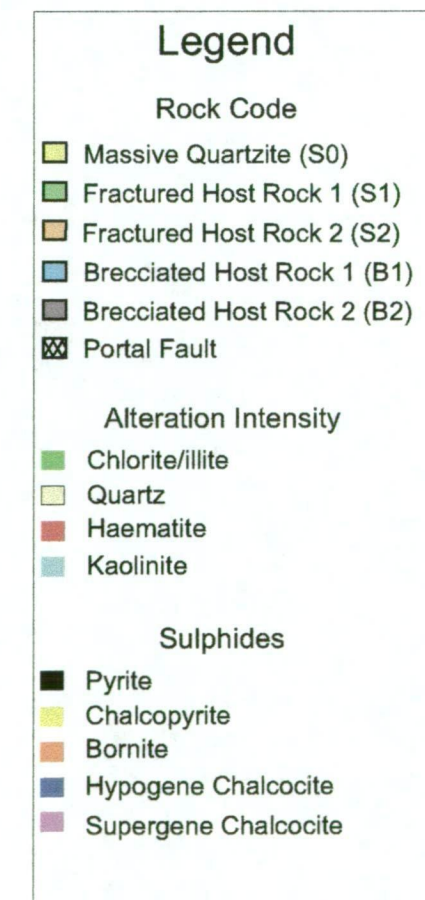 Legend
Rock Code
Massive Quartzite (S0)
Fractured Host Rock 1 (S1)
Fractured Host Rock 2 (S2)
Brecciated Host Rock 1 (B1)
Brecciated Host Rock 2 (B2)
Portal Fault
Alteration Intensity
Chlorite/illite
Quartz
Haematite
Kaolinite
Sulphides
Pyrite
Chalcopyrite
Bornite
Hypogene Chalcocite
Supergene Chalcocite